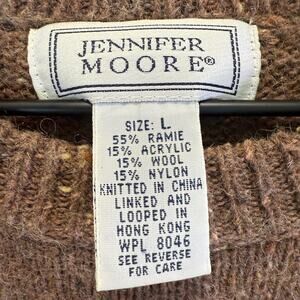 JENNIFER
MOORE®
SIZE: L
55% RAMIE
15% ACRYLIC
15% WOOL
15% NYLON
KNITTED IN CHINA
LINKED AND
LOOPED IN
HONG KONG
WPL 8046
SEE REVERSE
FOR CARE